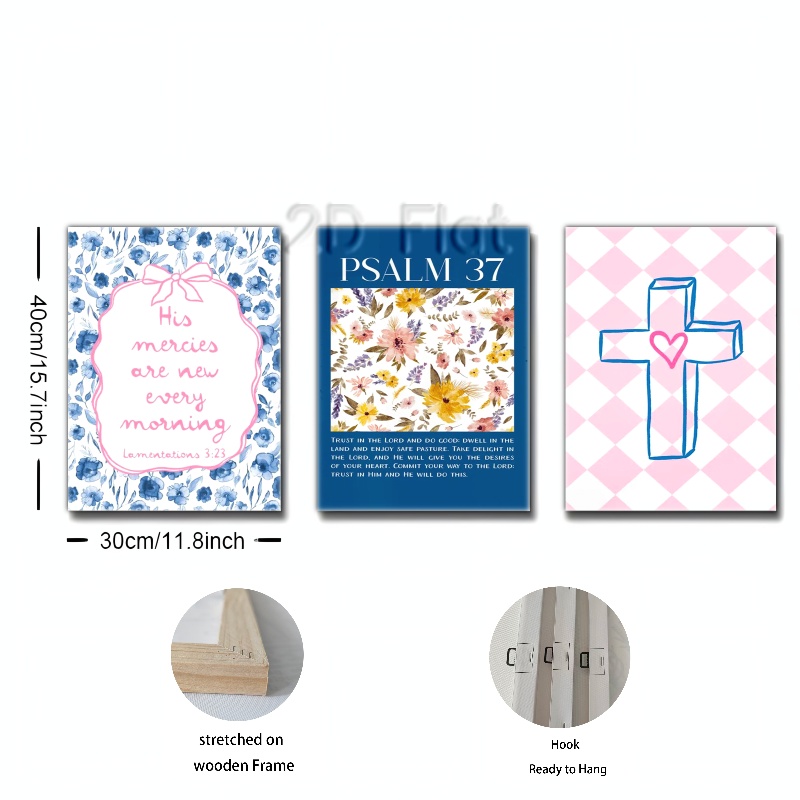 2D Flat
40cm/15.7inch
30cm/11.8inch
His
mercies
are new
every
morning
Lamentations 3:23
PSALM 37
TRUST IN THE LORD AND DO GOOD; DWELL IN THE
LAND AND ENJOY SAFE PASTURE. TAKE DELIGHT IN
THE LORD, AND HE WILL GIVE YOU THE DESIRES
OF YOUR HEART. COMMIT YOUR WAY TO THE LORD;
TRUST IN HIM AND HE WILL DO THIS.
stretched on
wooden Frame
Hook
Ready to Hang